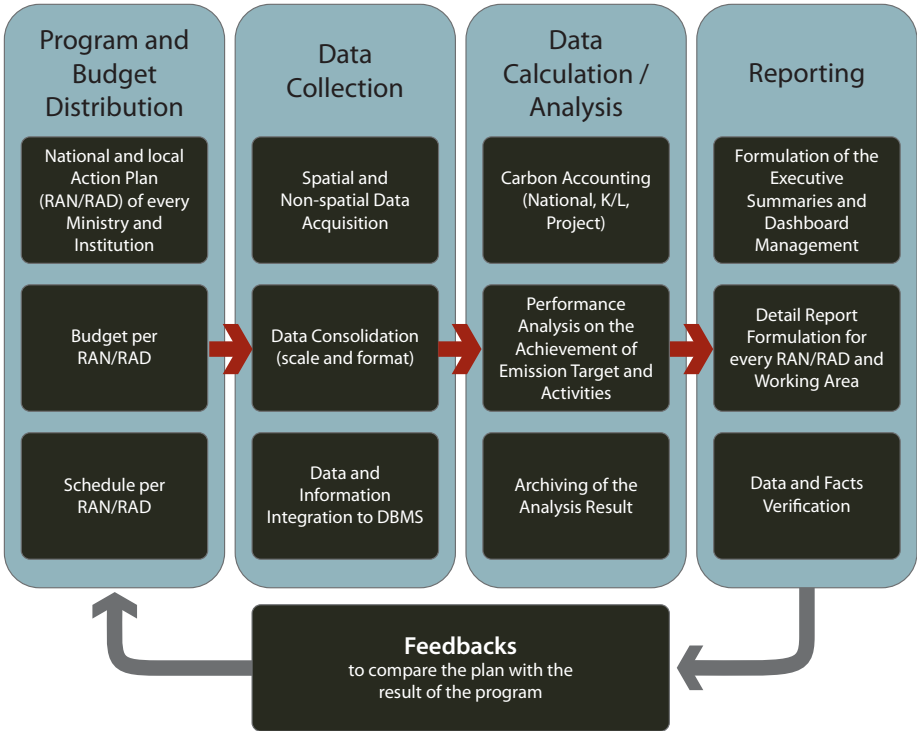 Program and
Budget
Distribution
National and local
Action Plan
(RAN/RAD) of every
Ministry and
Institution
Budget per
RAN/RAD
Schedule per
RAN/RAD
Data
Collection
Spatial and
Non-spatial Data
Acquisition
Data Consolidation
(scale and format)
Data and
Information
Integration to DBMS
Data
Calculation /
Analysis
Carbon Accounting
(National, K/L,
Project)
Performance
Analysis on the
Achievement of
Emission Target and
Activities
Archiving of the
Analysis Result
Reporting
Formulation of the
Executive
Summaries and
Dashboard
Management
Detail Report
Formulation for
every RAN/RAD and
Working Area
Data and Facts
Verification
Feedbacks
to compare the plan with the
result of the program